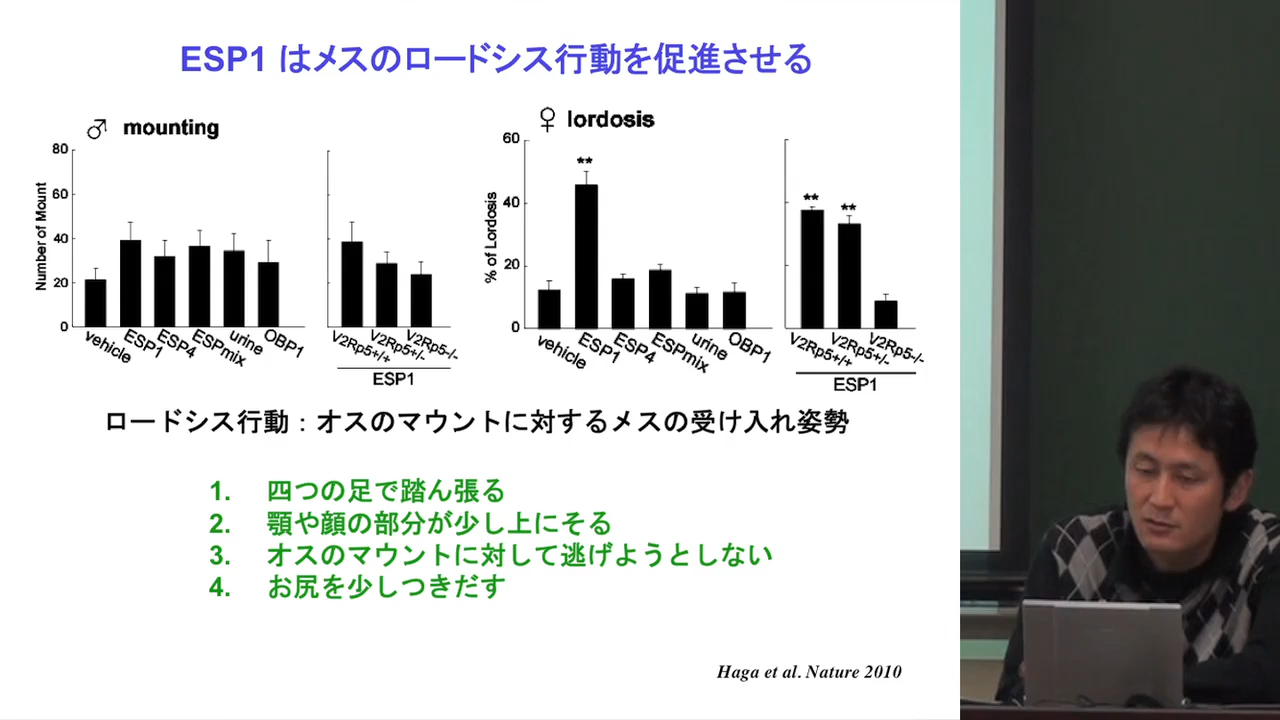 ESP1 はメスのロードシス行動を促進させる
♂ mounting
Number of Mount
80
60
40
20
0
vehicle
ESP1
ESP4
ESPmix
urine
OBP1
V2Rp5+/+
V2Rp5+/-
V2Rp5-/-
ESP1
♀ lordosis
% of Lordosis
60
40
20
0
**
vehicle
ESP1
ESP4
ESPmix
urine
OBP1
**
**
V2Rp5+/+
V2Rp5+/-
V2Rp5-/-
ESP1
ロードシス行動：オスのマウントに対するメスの受け入れ姿勢
1. 四つの足で踏ん張る
2. 顎や顔の部分が少し上にそる
3. オスのマウントに対して逃げようとしない
4. お尻を少しつきだす
Haga et al. Nature 2010